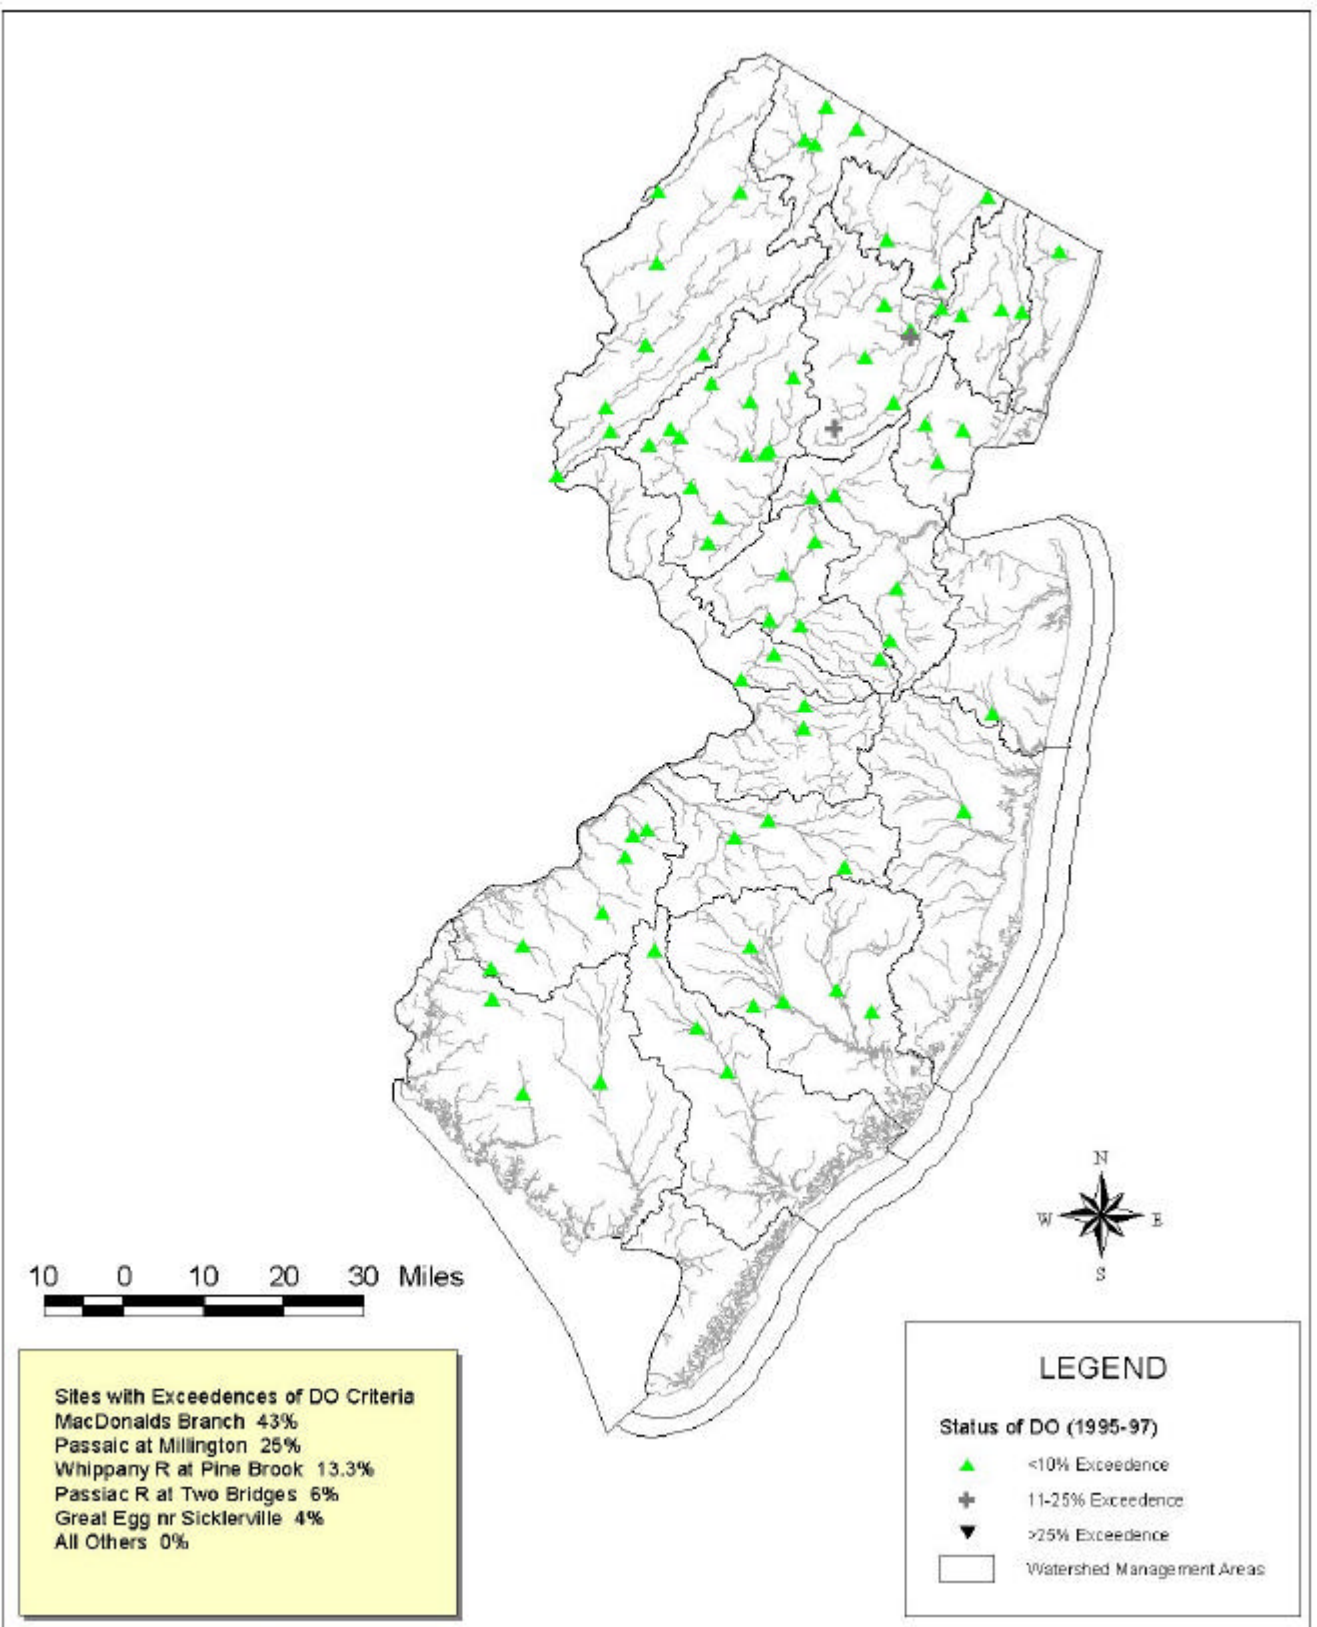 N
W
E
S
10 0 10 20 30 Miles
Sites with Exceedences of DO Criteria
MacDonalds Branch 43%
Passaic at Millington 25%
Whippany R at Pine Brook 13.3%
Passiac R at Two Bridges 6%
Great Egg nr Sicklerville 4%
All Others 0%
LEGEND
Status of DO (1995-97)
<10% Exceedence
11-25% Exceedence
>25% Exceedence
Watershed Management Areas